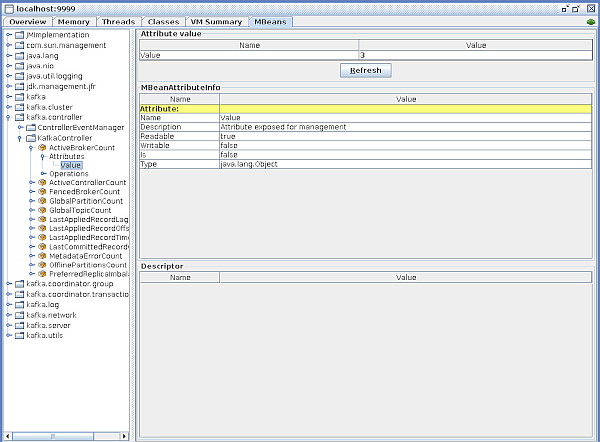 localhost:9999
Overview Memory Threads Classes VM Summary MBeans
JMImplementation
com.sun.management
java.lang
java.nio
java.util.logging
jdk.management.jfr
kafka
kafka.cluster
kafka.controller
ControllerEventManager
KafkaController
ActiveBrokerCount
Attributes
Value
Operations
ActiveControllerCount
FencedBrokerCount
GlobalPartitionCount
GlobalTopicCount
LastAppliedRecordLag
LastAppliedRecordOffs
LastAppliedRecordTime
LastCommittedRecord
MetadataErrorCount
OfflinePartitionsCount
PreferredReplicaImbala
kafka.coordinator.group
kafka.coordinator.transactio
kafka.log
kafka.network
kafka.server
kafka.utils
Attribute value
Name Value
Value 3
Refresh
MBeanAttributeInfo
Name Value
Attribute:
Name Value
Description Attribute exposed for management
Readable true
Writable false
Is false
Type java.lang.Object
Descriptor
Name Value